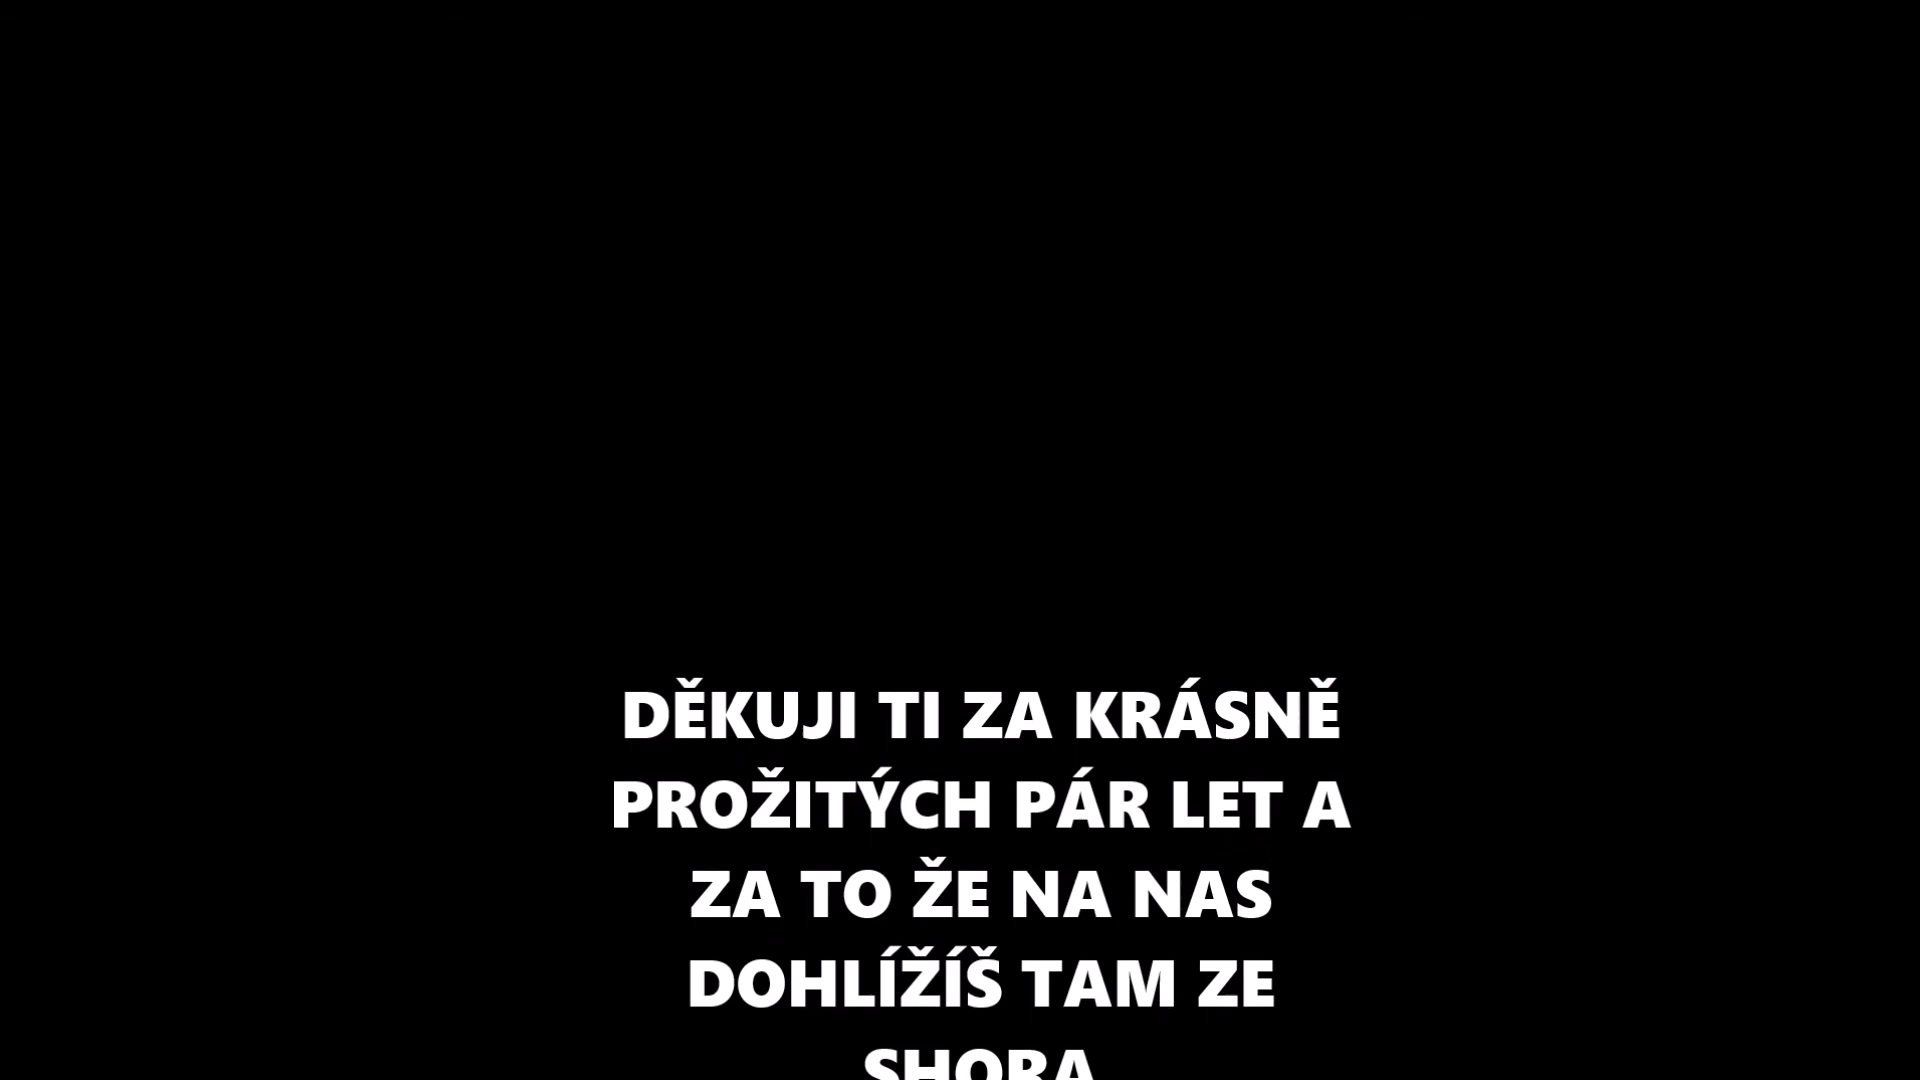 DĚKUJI TI ZA KRÁSNĚ
PROŽITÝCH PÁR LET A
ZA TO ŽE NA NAS
DOHLÍŽÍŠ TAM ZE
SHORA